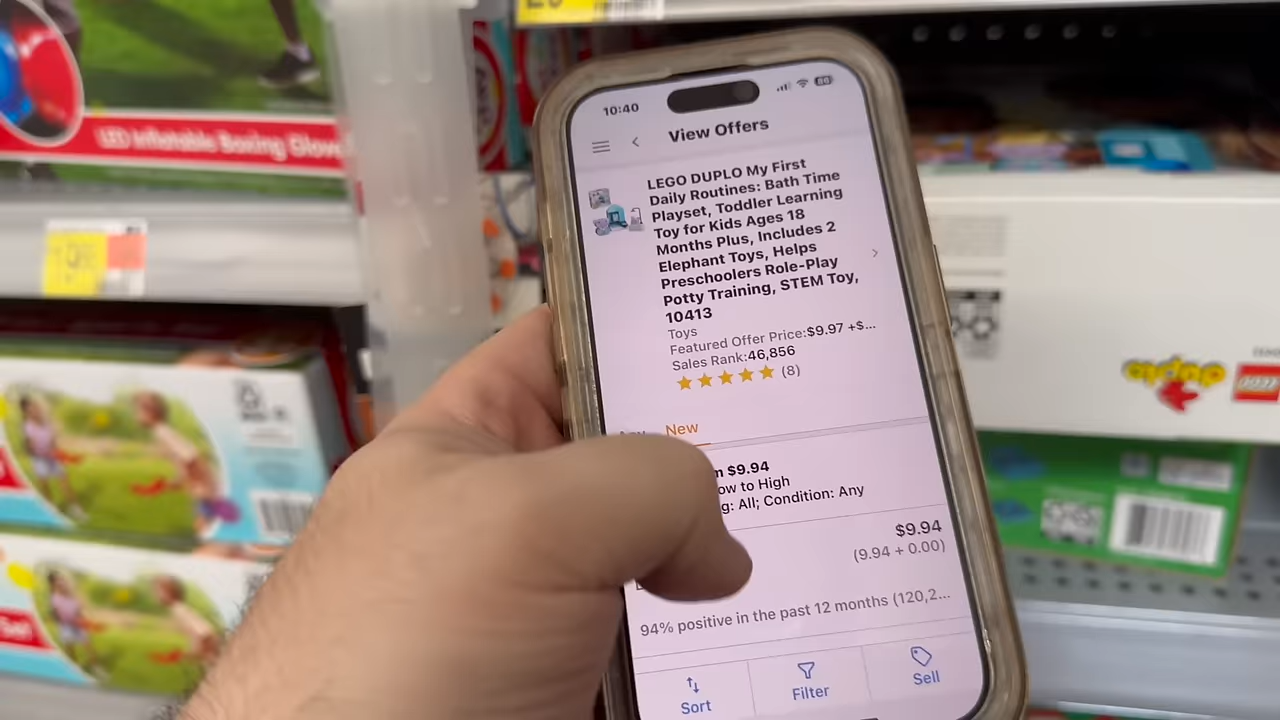 LED Inflatable Boxing Glove
10:40
View Offers
LEGO DUPLO My First
Daily Routines: Bath Time
Playset, Toddler Learning
Toy for Kids Ages 18
Months Plus, Includes 2
Elephant Toys, Helps
Preschoolers Role-Play
Potty Training, STEM Toy,
10413
Toys
Featured Offer Price:$9.97 +$...
Sales Rank:46,856
(8)
New
$9.94
ow to High
g: All; Condition: Any
$9.94
(9.94 + 0.00)
94% positive in the past 12 months (120,2...
Sort
Filter
Sell
duplo
LEGO
Set